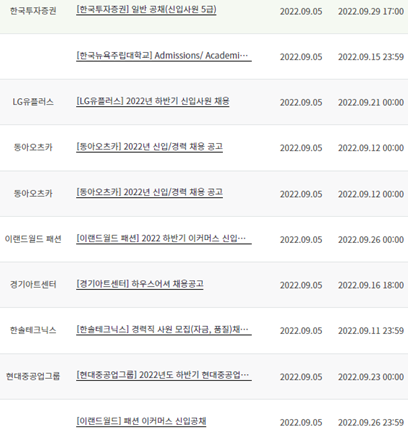 한국투자증권 [한국투자증권] 일반 공채(신입사원 5급) 2022.09.05 2022.09.29 17:00
[한국뉴욕주립대학교] Admissions/ Academi··· 2022.09.05 2022.09.15 23:59
LG유플러스 [LG유플러스] 2022년 하반기 신입사원 채용 2022.09.05 2022.09.21 00:00
동아오츠카 [동아오츠카] 2022년 신입/경력 채용 공고 2022.09.05 2022.09.12 00:00
동아오츠카 [동아오츠카] 2022년 신입/경력 채용 공고 2022.09.05 2022.09.12 00:00
이랜드월드 패션 [이랜드월드 패션] 2022 하반기 이커머스 신입··· 2022.09.05 2022.09.26 00:00
경기아트센터 [경기아트센터] 하우스어셔 채용공고 2022.09.05 2022.09.16 18:00
한솔테크닉스 [한솔테크닉스] 경력직 사원 모집(자금, 품질)채··· 2022.09.05 2022.09.11 23:59
현대중공업그룹 [현대중공업그룹] 2022년도 하반기 현대중공업··· 2022.09.05 2022.09.23 00:00
[이랜드월드] 패션 이커머스 신입공채 2022.09.05 2022.09.26 23:59